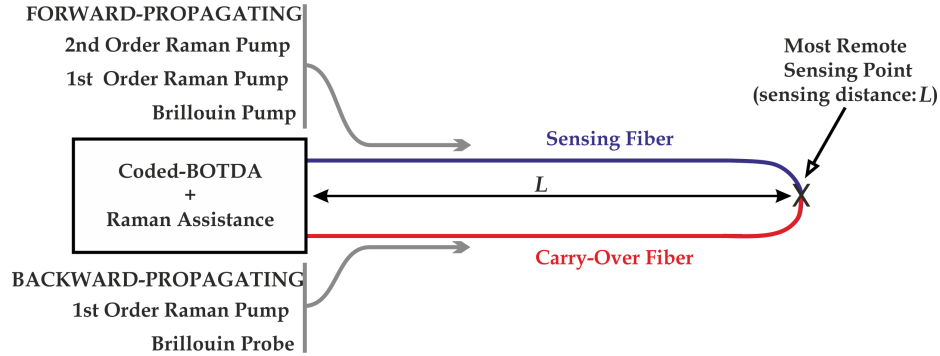 FORWARD-PROPAGATING
2nd Order Raman Pump
1st Order Raman Pump
Brillouin Pump
Most Remote
Sensing Point
(sensing distance: L)
Sensing Fiber
Coded-BOTDA
+
Raman Assistance
L
X
Carry-Over Fiber
BACKWARD-PROPAGATING
1st Order Raman Pump
Brillouin Probe